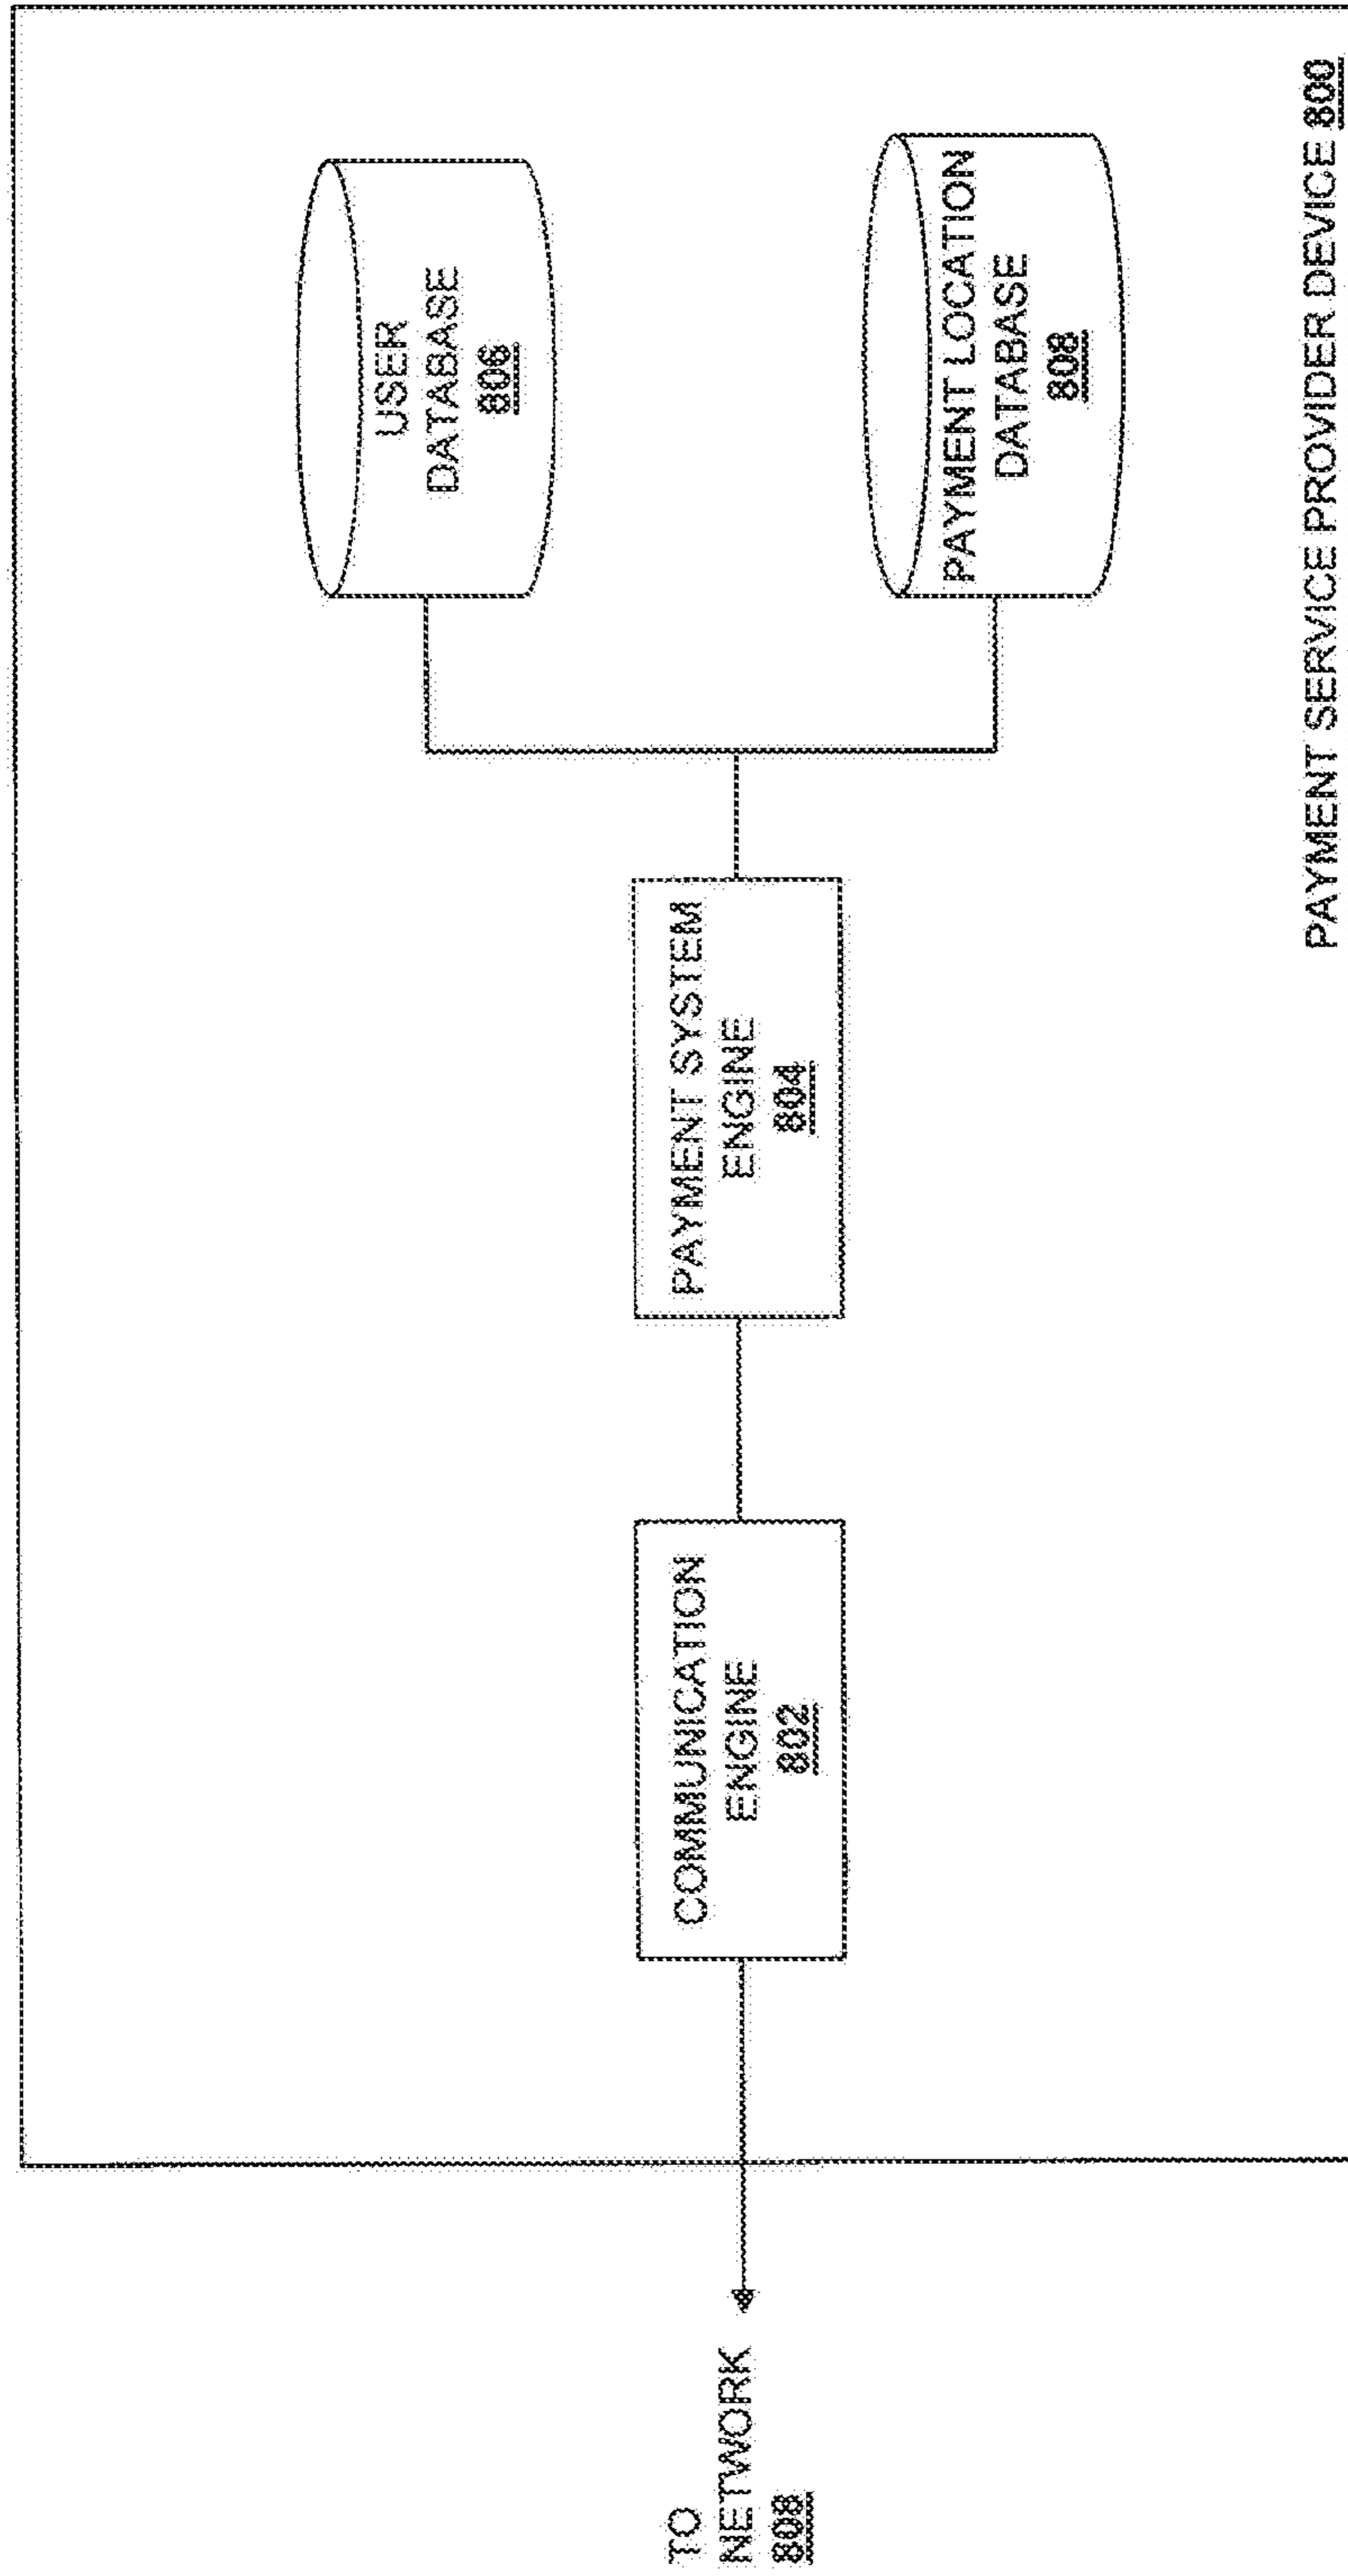 TO
NETWORK
808
COMMUNICATION
ENGINE
802
PAYMENT SYSTEM
ENGINE
804
USER
DATABASE
806
PAYMENT LOCATION
DATABASE
808
PAYMENT SERVICE PROVIDER DEVICE 800